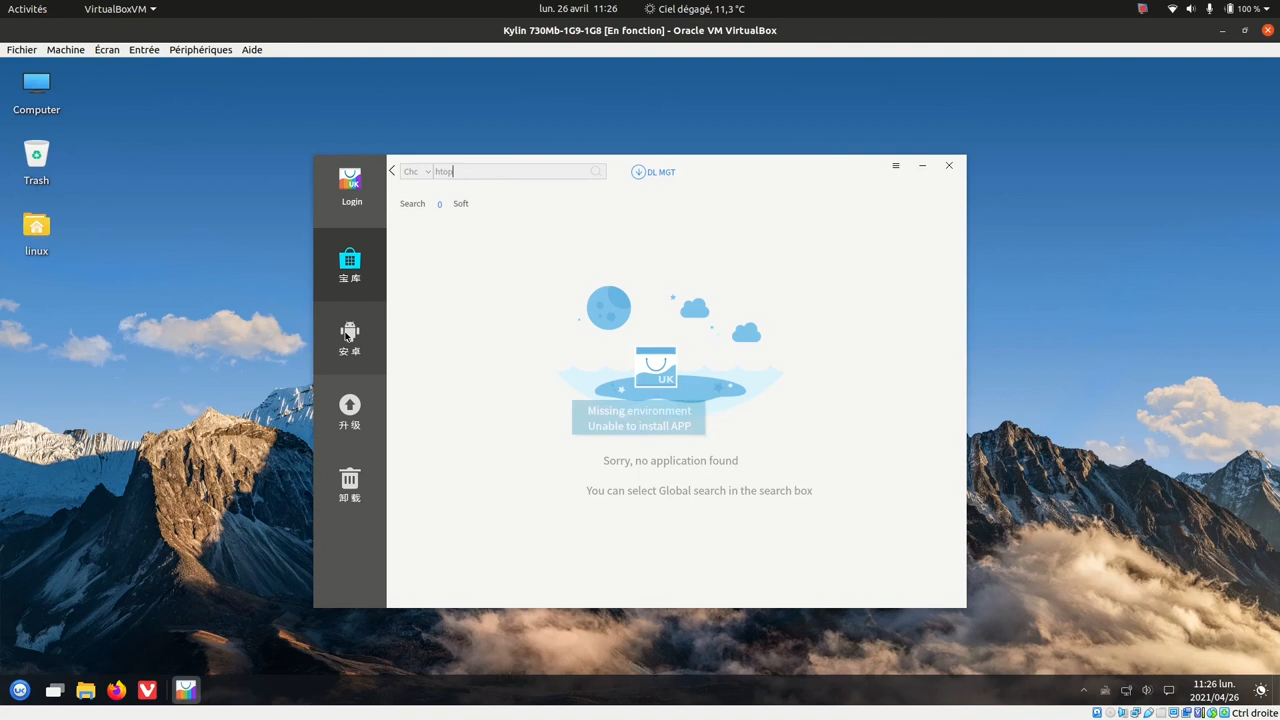 Activités
VirtualBoxVM
lun. 26 avril 11:26
Ciel dégagé, 11,3 °C
100 %
Kylin 730Mb-1G9-1G8 [En fonction] - Oracle VM VirtualBox
Fichier Machine Écran Entrée Périphériques Aide
Computer
Trash
linux
UK
Login
宝库
安卓
升级
卸载
Chc
htop
DL MGT
Search 0 Soft
UK
Missing environment
Unable to install APP
Sorry, no application found
You can select Global search in the search box
UK
11:26 lun.
2021/04/26
Ctrl droite